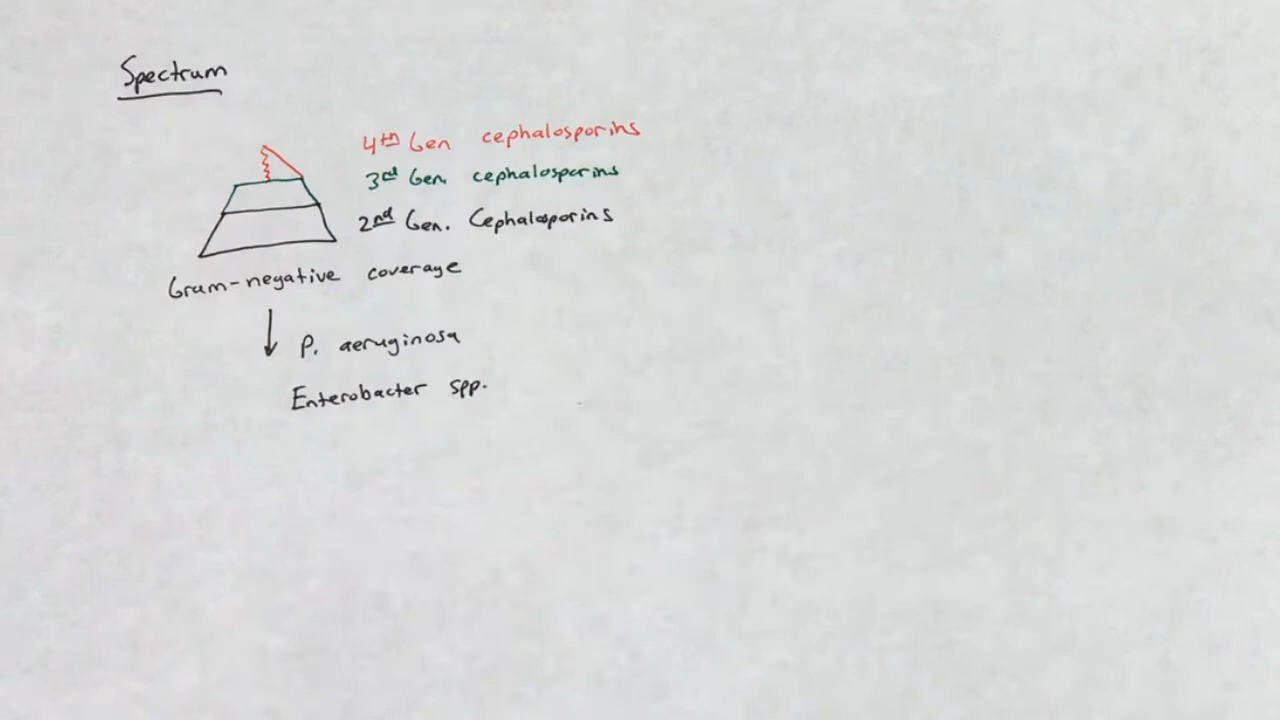 Spectrum
4th Gen cephalosporins
3rd Gen. cephalosporins
2nd Gen. Cephalosporins
Gram-negative coverage
P. aeruginosa
Enterobacter spp.